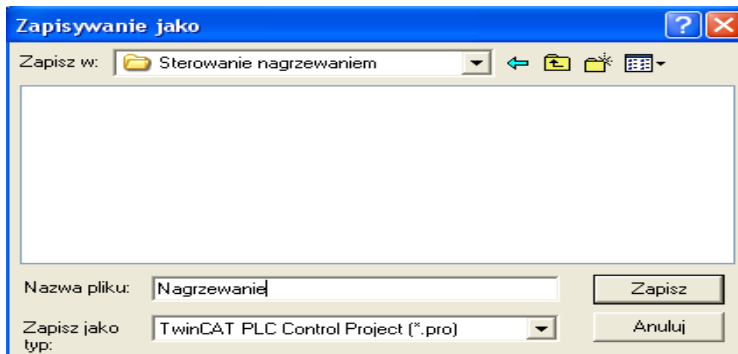 Zapisywanie jako
Zapisz w: Sterowanie nagrzewaniem
Nazwa pliku: Nagrzewanie Zapisz
Zapisz jako typ: TwinCAT PLC Control Project (*.pro) Anuluj